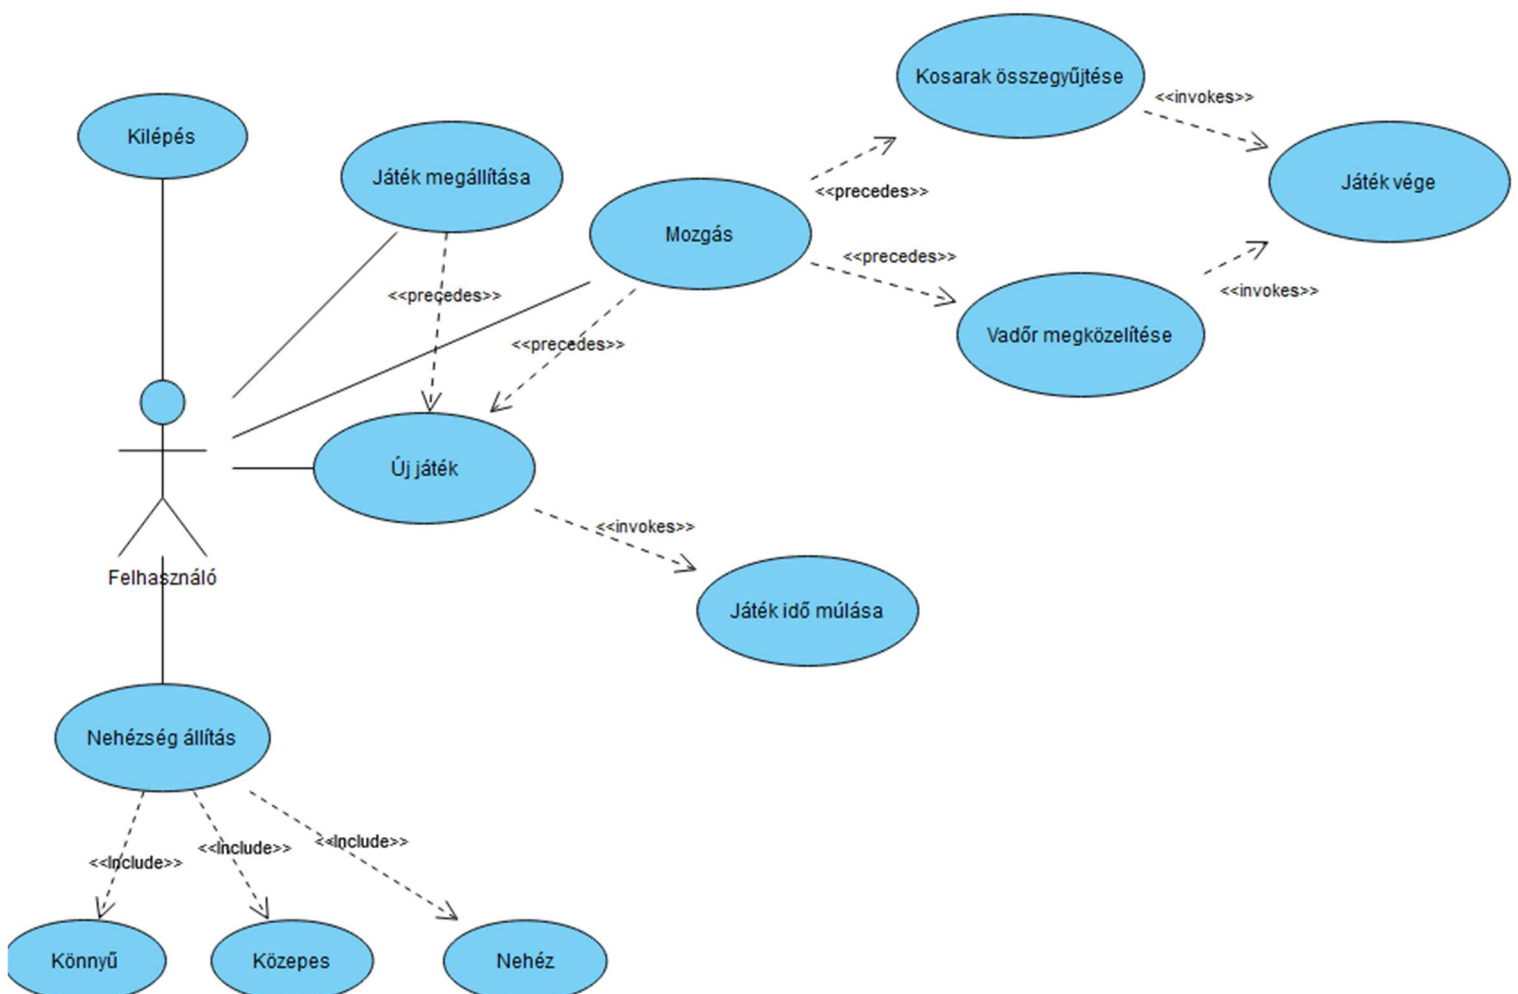 Kosarak összegyűjtése
<<invokes>>
Kilépés
Játék megállítása
Játék vége
<<precedes>>
Mozgás
<<precedes>>
<<precedes>>
<<invokes>>
<<precedes>>
Vadőr megközelítése
Új játék
<<invokes>>
Felhasználó
Játék idő múlása
Nehézség állítás
<<Include>>
<<Include>>
<<Include>>
Könnyű
Közepes
Nehéz